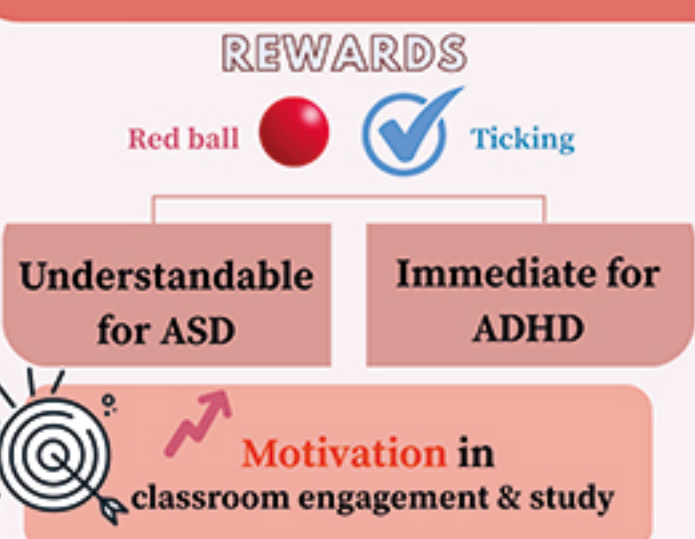 REWARDS
Red ball
Ticking
Understandable
for ASD
Immediate for
ADHD
Motivation in
classroom engagement & study